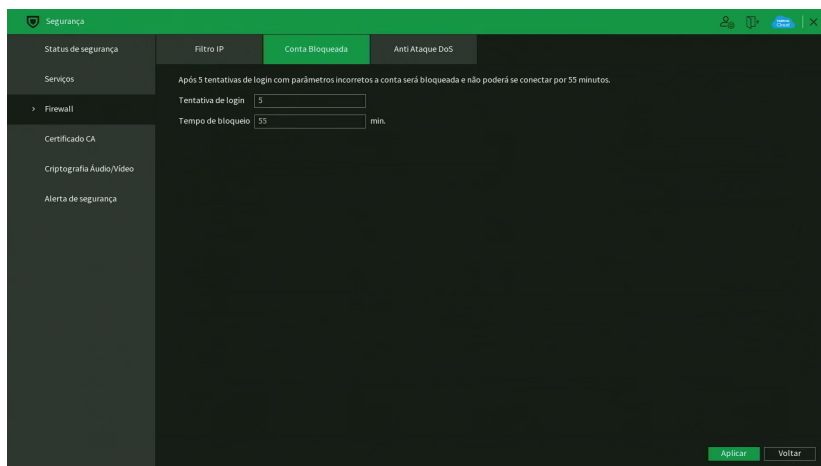 Segurança
Status de segurança
Serviços
> Firewall
Certificado CA
Criptografia Áudio/Vídeo
Alerta de segurança
Filtro IP
Conta Bloqueada
Anti Ataque DoS
Após 5 tentativas de login com parâmetros incorretos a conta será bloqueada e não poderá se conectar por 55 minutos.
Tentativa de login 5
Tempo de bloqueio 55 min.
Cloud
Aplicar
Voltar